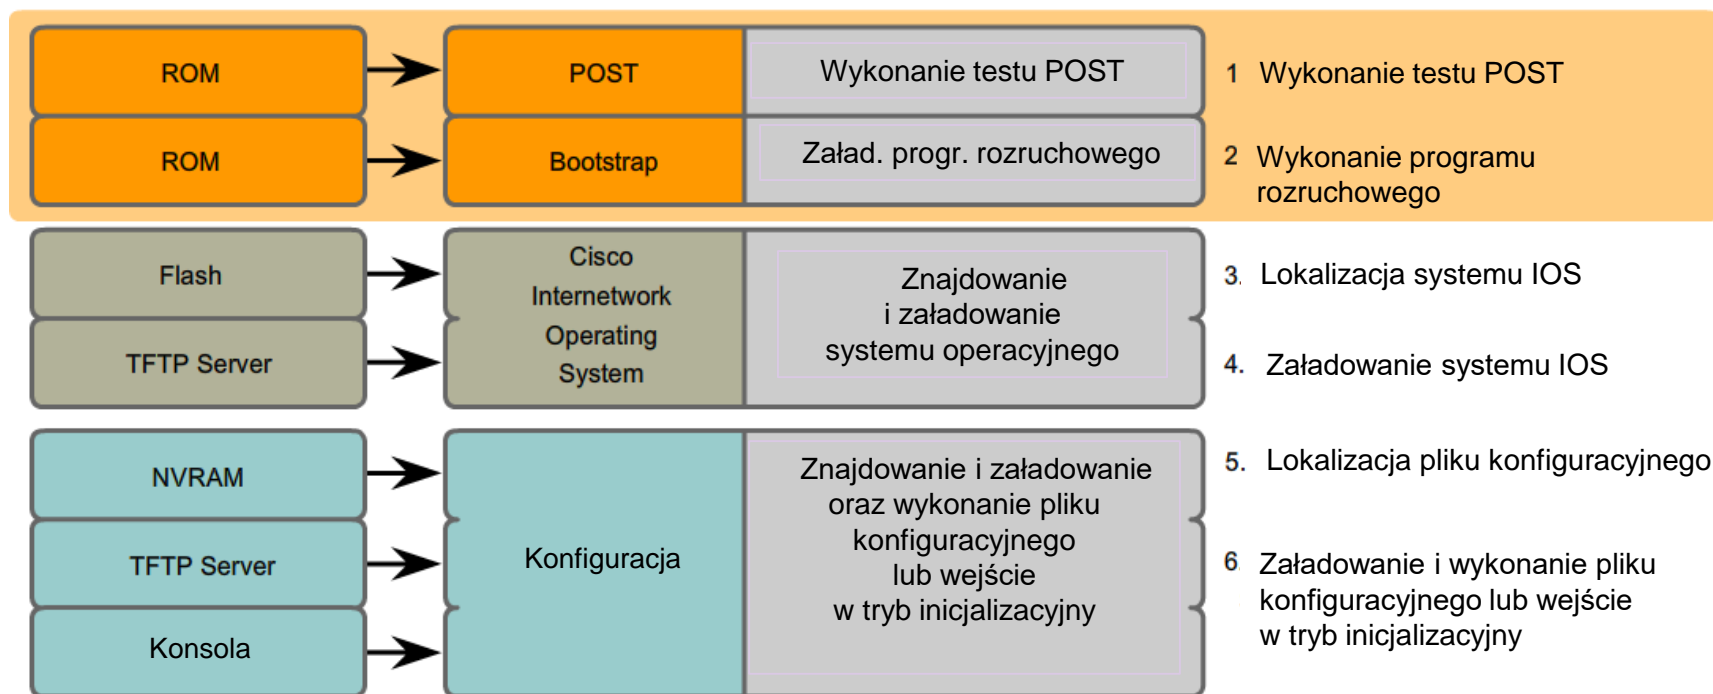 ROM
POST
Wykonanie testu POST
1 Wykonanie testu POST
ROM
Bootstrap
Załad. progr. rozruchowego
2 Wykonanie programu
rozruchowego
Flash
TFTP Server
Cisco
Internetwork
Operating
System
Znajdowanie
i załadowanie
systemu operacyjnego
3. Lokalizacja systemu IOS
4. Załadowanie systemu IOS
NVRAM
TFTP Server
Konsola
Konfiguracja
Znajdowanie i załadowanie
oraz wykonanie pliku
konfiguracyjnego
lub wejście
w tryb inicjalizacyjny
5. Lokalizacja pliku konfiguracyjnego
6. Załadowanie i wykonanie pliku
konfiguracyjnego lub wejście
w tryb inicjalizacyjny